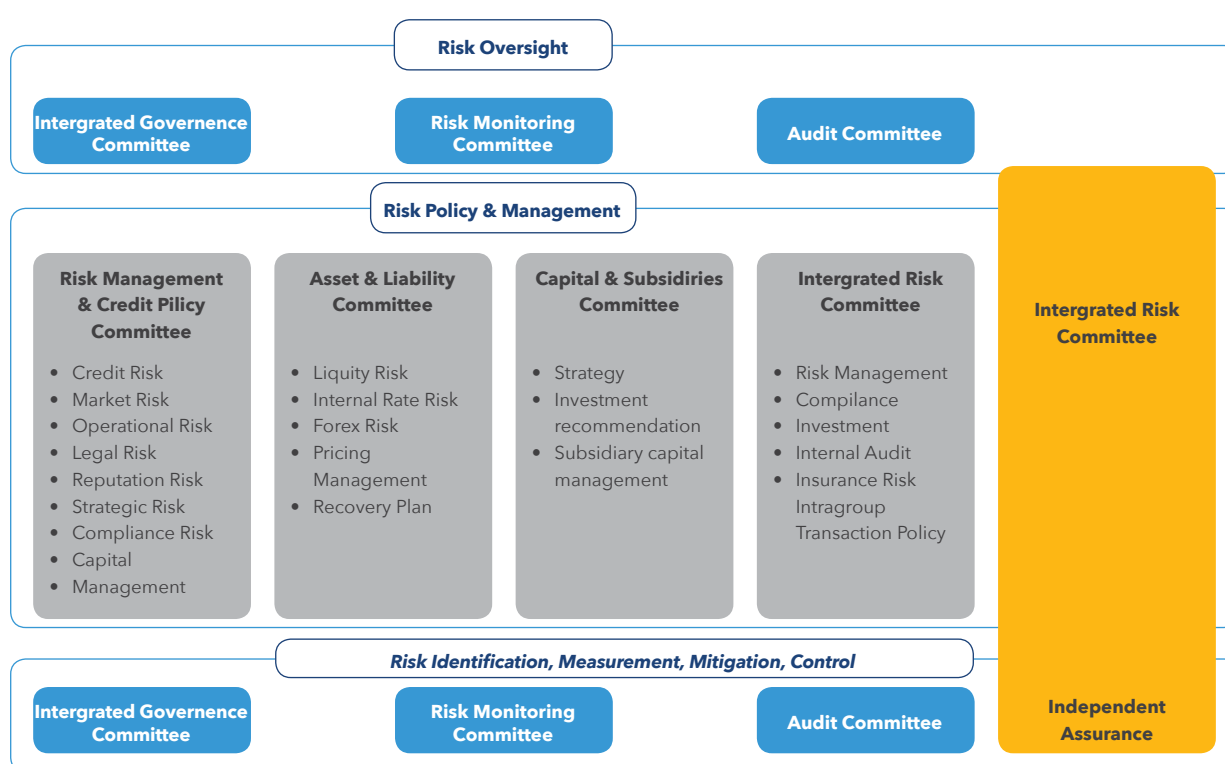 Risk Oversight
Intergrated Governence
Committee
Risk Monitoring
Committee
Audit Committee
Risk Policy & Management
Risk Management
& Credit Pilicy
Committee
• Credit Risk
• Market Risk
• Operational Risk
• Legal Risk
• Reputation Risk
• Strategic Risk
• Compliance Risk
• Capital
• Management
Asset & Liability
Committee
• Liquity Risk
• Internal Rate Risk
• Forex Risk
• Pricing
Management
• Recovery Plan
Capital & Subsidiries
Committee
• Strategy
• Investment
recommendation
• Subsidiary capital
management
Intergrated Risk
Committee
• Risk Management
• Compilance
• Investment
• Internal Audit
• Insurance Risk
Intragroup
Transaction Policy
Intergrated Risk
Committee
Risk Identification, Measurement, Mitigation, Control
Intergrated Governence
Committee
Risk Monitoring
Committee
Audit Committee
Independent
Assurance